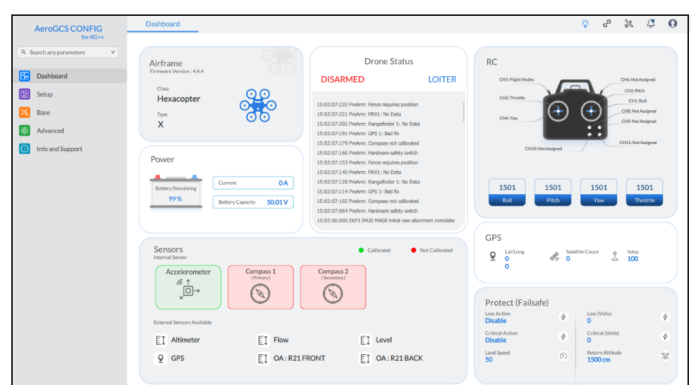 AeroGCS CONFIG
for AG++
Search any parameters
Dashboard
Setup
Base
Advanced
Info and Support
Dashboard
Airframe
Firmware Version : 4.4.4
Class
Hexacopter
Type
X
Power
Battery Remaining
99 %
Current 0 A
Battery Capacity 50.01 V
Drone Status
DISARMED LOITER
15:02:07:233 PreArm: Fence requires position
15:02:07:221 PreArm: PRX1: No Data
15:02:07:202 PreArm: Rangefinder 1: No Data
15:02:07:191 PreArm: GPS 1: Bad fix
15:02:07:179 PreArm: Compass not calibrated
15:02:07:166 PreArm: Hardware safety switch
15:02:07:153 PreArm: Fence requires position
15:02:07:140 PreArm: PRX1: No Data
15:02:07:128 PreArm: Rangefinder 1: No Data
15:02:07:114 PreArm: GPS 1: Bad fix
15:02:07:102 PreArm: Compass not calibrated
15:02:07:064 PreArm: Hardware safety switch
15:02:06:000 EKF3 IMU0 MAG0 initial yaw alignment complete
RC
CH5: Flight Modes
CH3: Throttle
CH4: Yaw
CH10: Not Assigned
CH6: Not Assigned
CH2: Pitch
CH1: Roll
CH8: Not Assigned
CH9: Not Assigned
CH11: Not Assigned
1501 1501 1501 1501
Roll Pitch Yaw Throttle
Sensors
Internal Sensor
Calibrated Not Calibrated
Accelerometer
Compass 1
(Primary)
Compass 2
(Secondary)
External Sensors Available
Altimeter Flow Level
GPS OA : R21 FRONT OA : R21 BACK
GPS
Lat/Long
0
0
Satellite Count
0
hdop
100
Protect (Failsafe)
Low Action
Disable
Low (Volts)
0
Critical Action
Disable
Critical (Volts)
0
Land Speed
50
Return Altitude
1500 cm